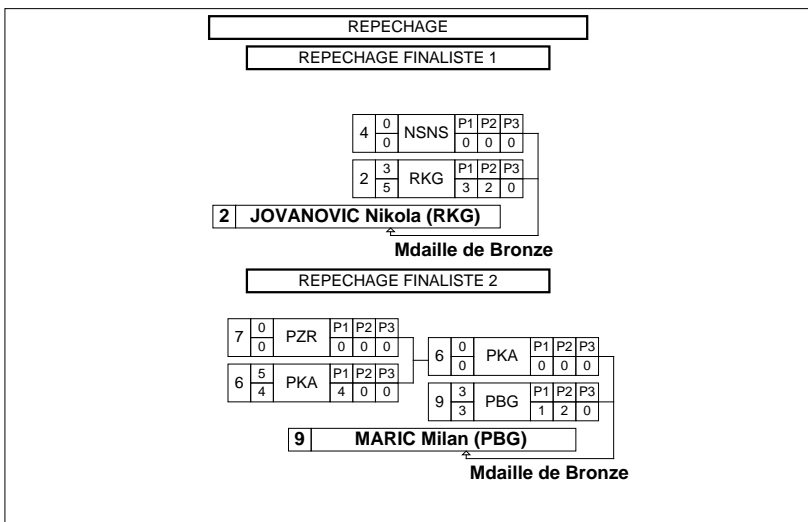 REPECHAGE
REPECHAGE FINALISTE 1
4 0 NSNS P1 P2 P3
0 0 0 0
2 3 RKG P1 P2 P3
5 3 2 0
2 JOVANOVIC Nikola (RKG)
Mdaille de Bronze
REPECHAGE FINALISTE 2
7 0 PZR P1 P2 P3
0 0 0 0
6 5 PKA P1 P2 P3
4 4 0 0
6 0 PKA P1 P2 P3
0 0 0 0
9 3 PBG P1 P2 P3
3 1 2 0
9 MARIC Milan (PBG)
Mdaille de Bronze